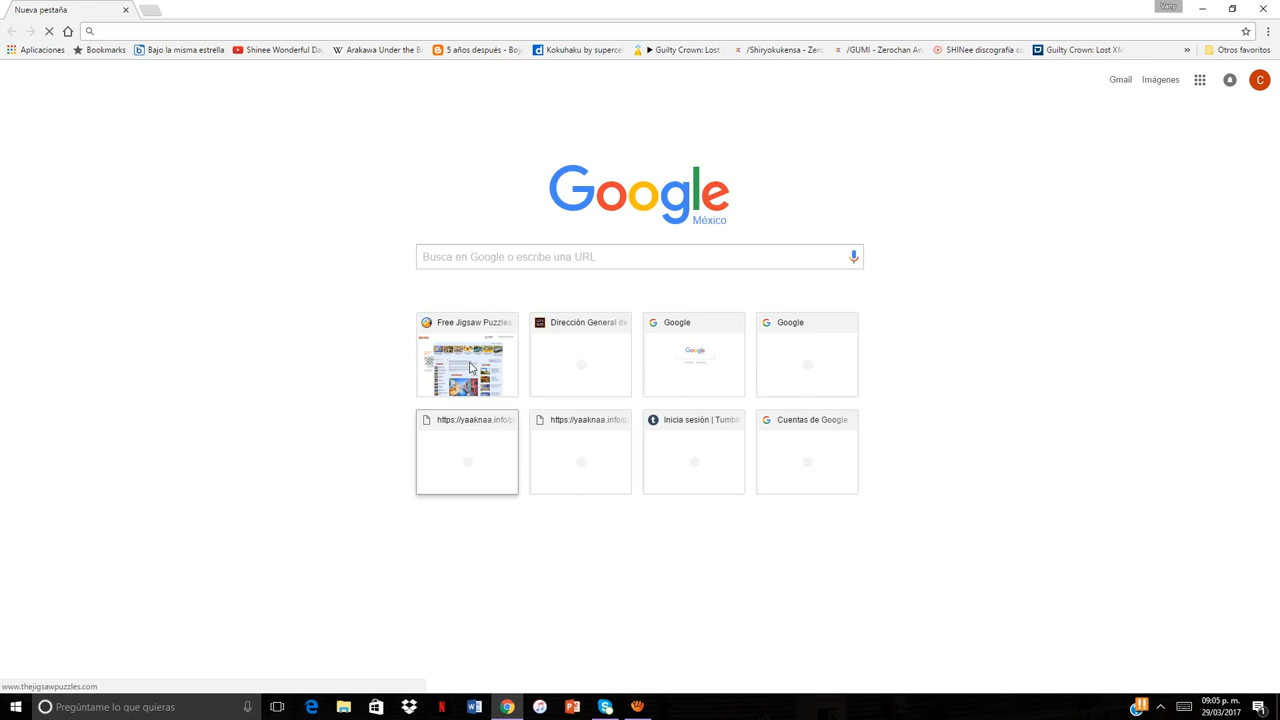 Nueva pestaña
Vany
Aplicaciones Bookmarks Bajo la misma estrella Shinee Wonderful Da Arakawa Under the B 5 años después - Boy Kokuhaku by superce ▶ Guilty Crown: Lost /Shiryokukensa - Zero /GUMI - Zerochan An SHINee discografía c Guilty Crown: Lost XM » Otros favoritos
Gmail Imágenes C
Google
México
Busca en Google o escribe una URL
Free Jigsaw Puzzles Dirección General de Google Google
Google
https://yaaknaa.info/p https://yaaknaa.info/p Inicia sesión | Tumbl Cuentas de Google
www.thejigsawpuzzles.com
Pregúntame lo que quieras
09:05 p. m.
29/03/2017